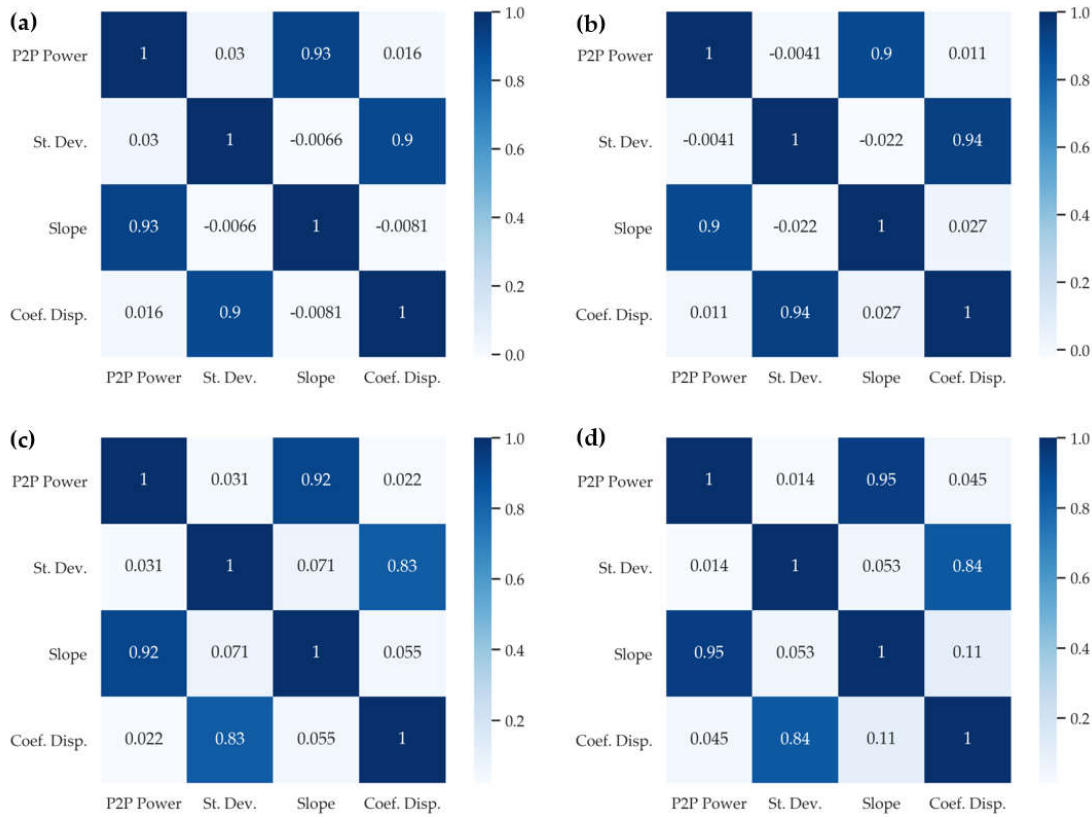 (a)
P2P Power 1 0.03 0.93 0.016
St. Dev. 0.03 1 -0.0066 0.9
Slope 0.93 -0.0066 1 -0.0081
Coef. Disp. 0.016 0.9 -0.0081 1
P2P Power St. Dev. Slope Coef. Disp.
1.0
0.8
0.6
0.4
0.2
0.0
(b)
P2P Power 1 -0.0041 0.9 0.011
St. Dev. -0.0041 1 -0.022 0.94
Slope 0.9 -0.022 1 0.027
Coef. Disp. 0.011 0.94 0.027 1
P2P Power St. Dev. Slope Coef. Disp.
1.0
0.8
0.6
0.4
0.2
0.0
(c)
P2P Power 1 0.031 0.92 0.022
St. Dev. 0.031 1 0.071 0.83
Slope 0.92 0.071 1 0.055
Coef. Disp. 0.022 0.83 0.055 1
P2P Power St. Dev. Slope Coef. Disp.
1.0
0.8
0.6
0.4
0.2
(d)
P2P Power 1 0.014 0.95 0.045
St. Dev. 0.014 1 0.053 0.84
Slope 0.95 0.053 1 0.11
Coef. Disp. 0.045 0.84 0.11 1
P2P Power St. Dev. Slope Coef. Disp.
1.0
0.8
0.6
0.4
0.2